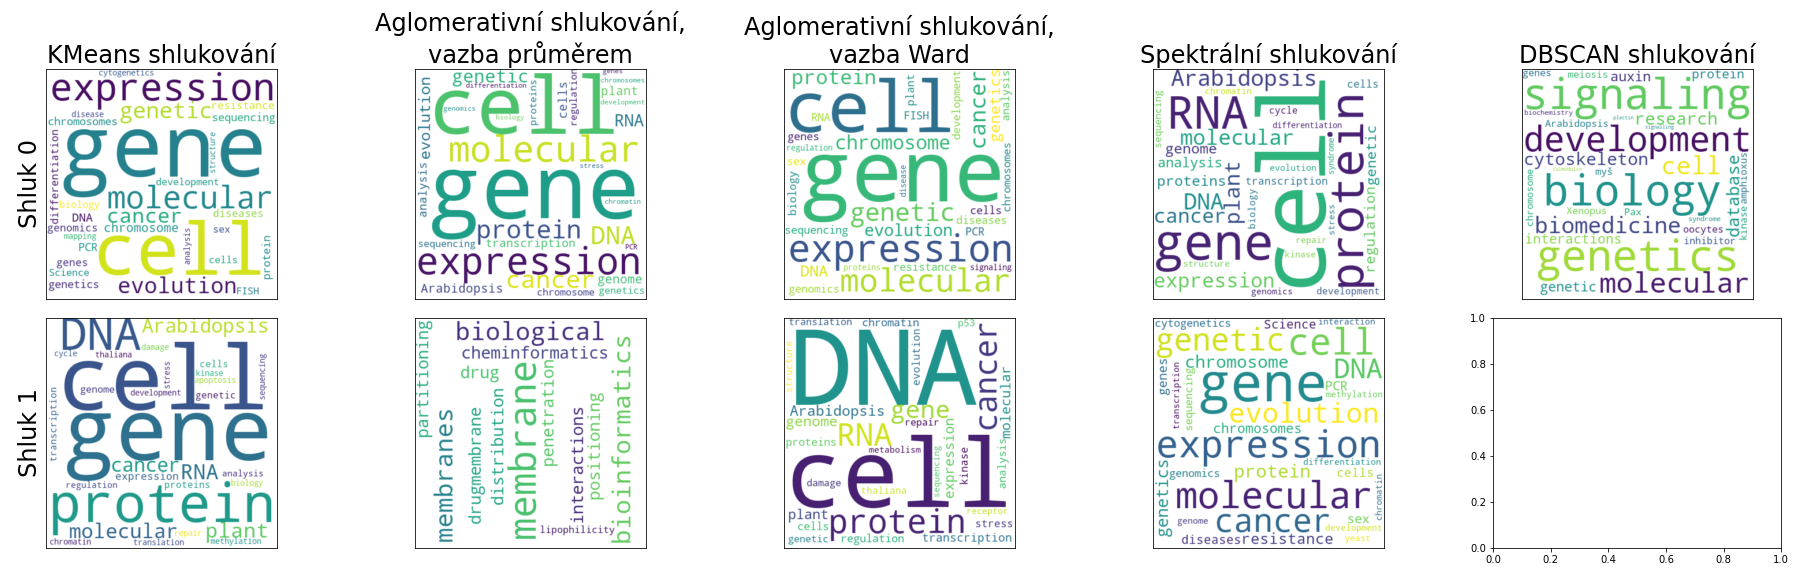 KMeans shlukování
Aglomerativní shlukování,
vazba průměrem
Aglomerativní shlukování,
vazba Ward
Spektrální shlukování
DBSCAN shlukování
Shluk 0
cytogenetics
expression
disease
genetic
resistance
chromosomes
sequencing
gene
structure
differentiation
development
molecular
biology
DNA
cancer
diseases
genomics
chromosome
sex
mapping
PCR
cell
analysis
protein
genes
cells
Science
genetics
evolution
FISH
genetic
genes
differentiation
chromosomes
cell
evolution
genomics
biology
proteins
cells
regulation
plant
development
RNA
molecular
analysis
stress
gene
chromatin
protein
DNA
sequencing
transcription
PCR
expression
cancer
genome
Arabidopsis
chromosome
genetics
protein
cell
RNA
plant
FISH
development
cancer
genetics
analysis
genes
chromosome
regulation
sex
gene
disease
chromosomes
biology
genetic
cells
diseases
sequencing
evolution
PCR
expression
DNA
proteins
resistance
signaling
genomics
molecular
Arabidopsis
cells
chromatin
sequencing
RNA
cycle
differentiation
molecular
genome
cell
protein
analysis
evolution
syndrome
genetic
proteins
plant
transcription
DNA
biology
cancer
stress
regulation
gene
repair
kinase
structure
expression
genomics
development
genes
meiosis
auxin
protein
signaling
biochemistry
plectin
research
Arabidopsis
signalling
development
cytoskeleton
cell
myš
biology
database
amphioxus
chromosome
Xenopus
Pax
syndrome
kinase
biomedicine
oocytes
interactions
inhibitor
genetics
genetic
molecular
Shluk 1
DNA
Arabidopsis
cycle
thaliana
damage
cell
stress
cells
kinase
apoptosis
sequencing
genome
development
genetic
transcription
gene
cancer
RNA
analysis
expression
regulation
proteins
biology
protein
molecular
repair
plant
chromatin
translation
methylation
partitioning
biological
cheminformatics
drug
membranes
drugmembrane
distribution
membrane
penetration
interactions
positioning
bioinformatics
lipophilicity
translation
chromatin
p53
structure
DNA
evolution
cancer
Arabidopsis
gene
genome
repair
molecular
proteins
RNA
metabolism
cell
sequencing
expression
kinase
analysis
damage
thaliana
plant
protein
receptor
cells
stress
genetic
regulation
transcription
cytogenetics
Science
interaction
genetic
cell
chromosome
genes
transcription
sequencing
gene
DNA
PCR
methylation
evolution
chromosomes
expression
differentiation
genomics
protein
cells
genetics
molecular
chromatin
genome
cancer
sex
development
diseases
resistance
yeast
1.0
0.8
0.6
0.4
0.2
0.0
0.0 0.2 0.4 0.6 0.8 1.0